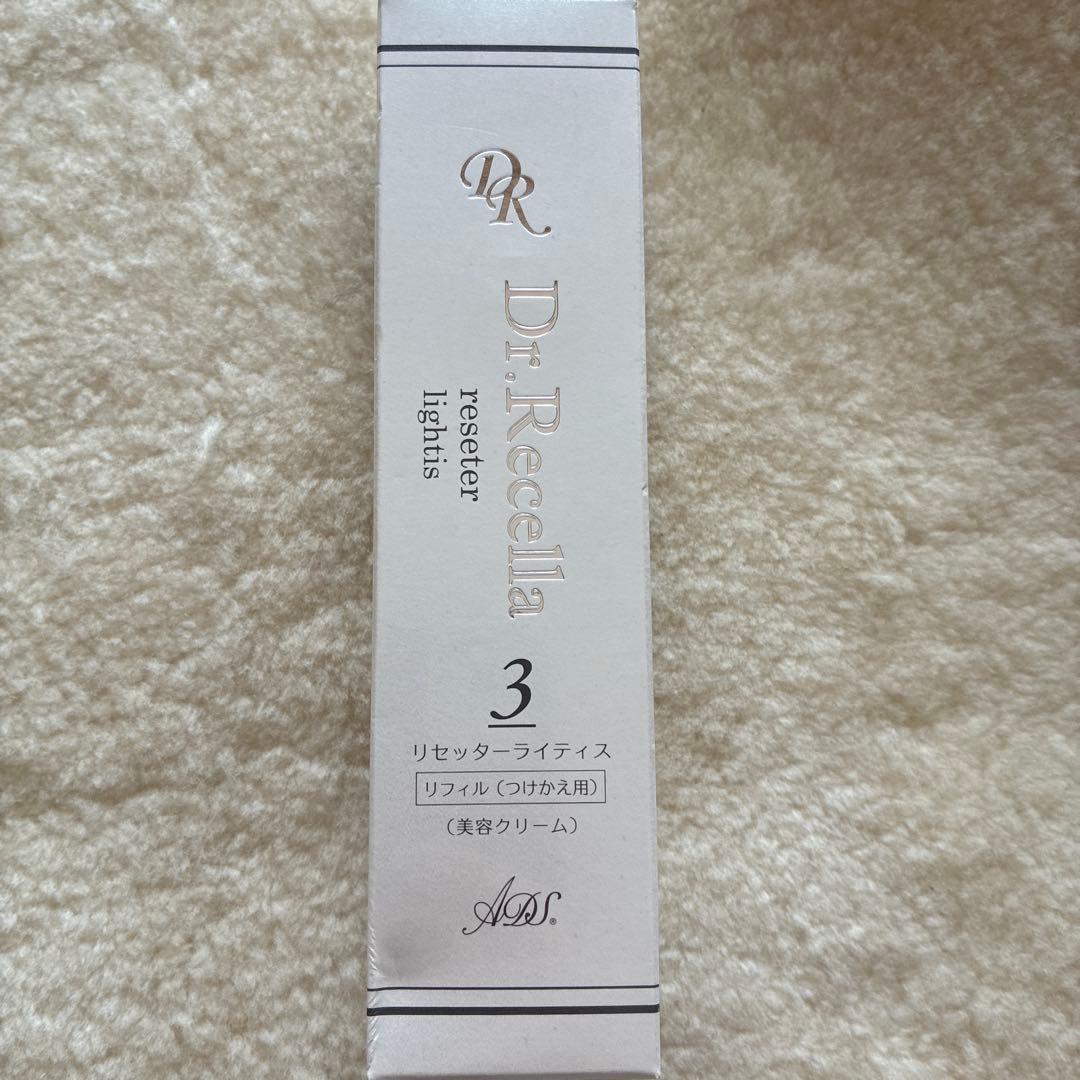 DR
Dr.Recella
reseter
lightis
3
リセッターライティス
リフィル（つけかえ用）
（美容クリーム）
ADS®